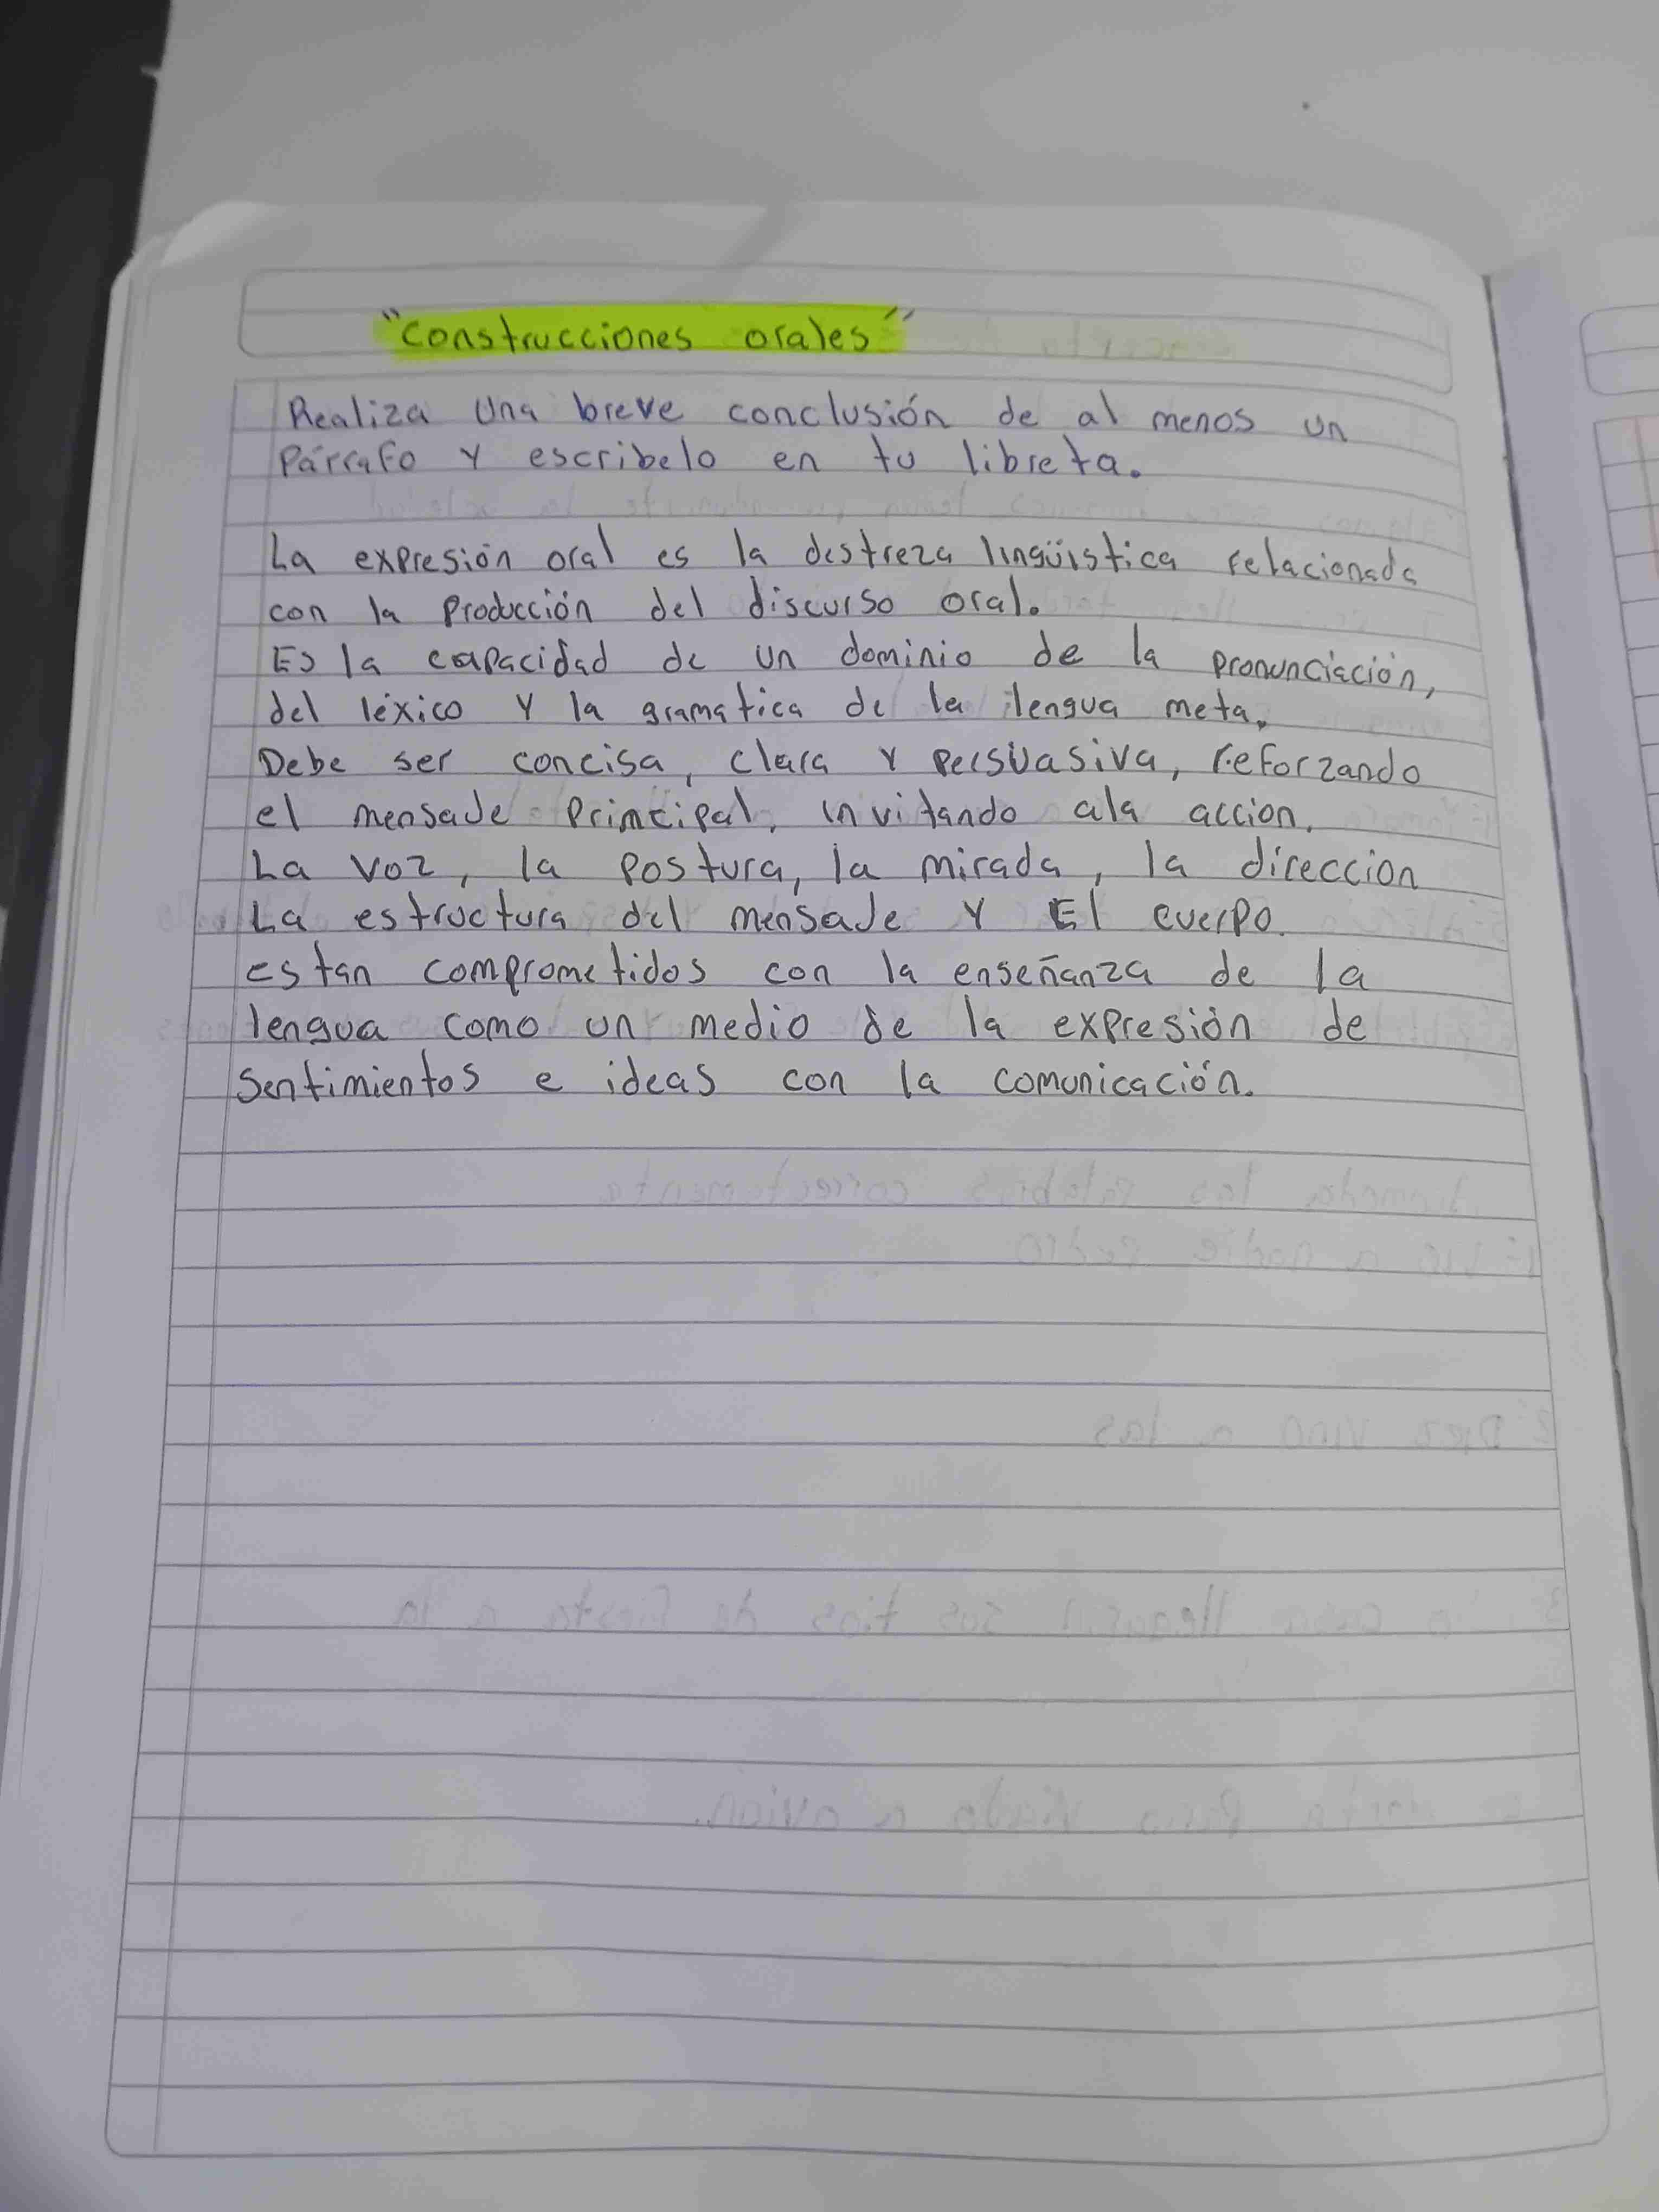 "construcciones orales"
Realiza Una breve conclusión de al menos un
Párrafo Y escribelo en tu libreta.
La expresión oral es la destreza lingüística relacionada
con la Producción del discurso oral.
Es la capacidad de un dominio de la pronunciación,
del léxico Y la gramatica de la lengua meta.
Debe ser concisa, clara Y Persuasiva, reforzando
el mensaJe Principal, invitando ala accion.
La voz, la Postura, la mirada, la direccion
La estructura del mensaJe Y El cuerpo.
estan comprometidos con la enseñanza de la
lengua como un medio de la expresión de
Sentimientos e ideas con la comunicación.